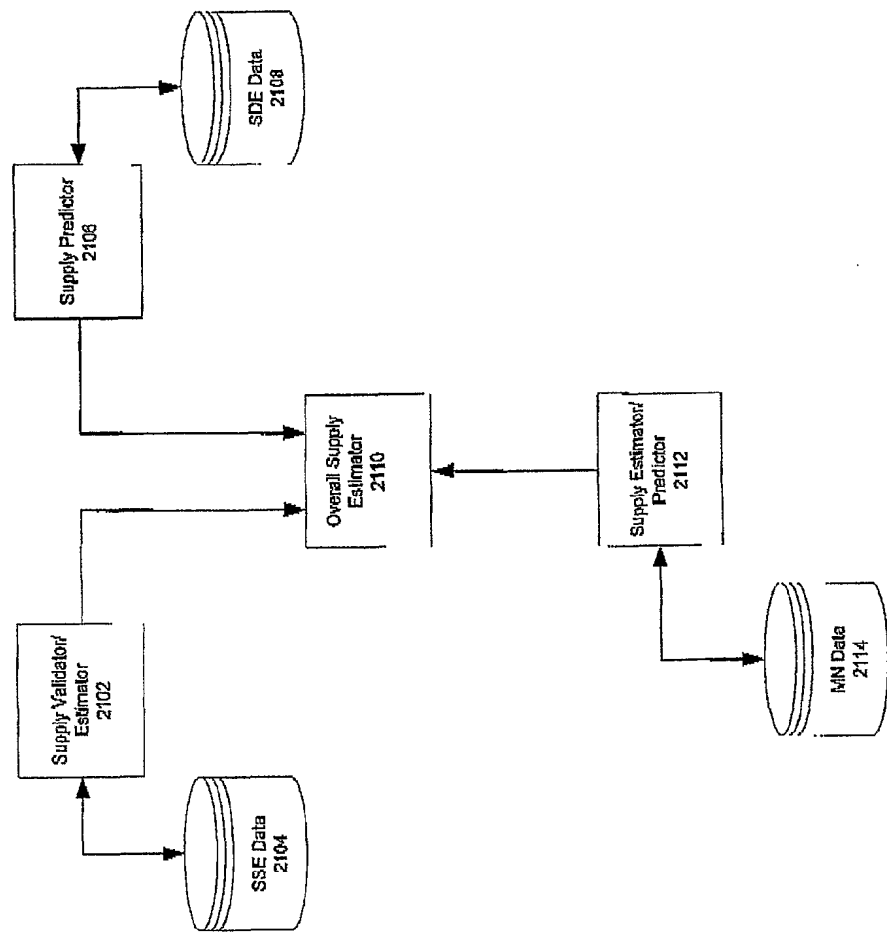 Supply Validator/
Estimator
2102
Supply Predictor
2106
SSE Data
2104
SDE Data
2108
Overall Supply
Estimator
2110
Supply Estimator/
Predictor
2112
MN Data
2114